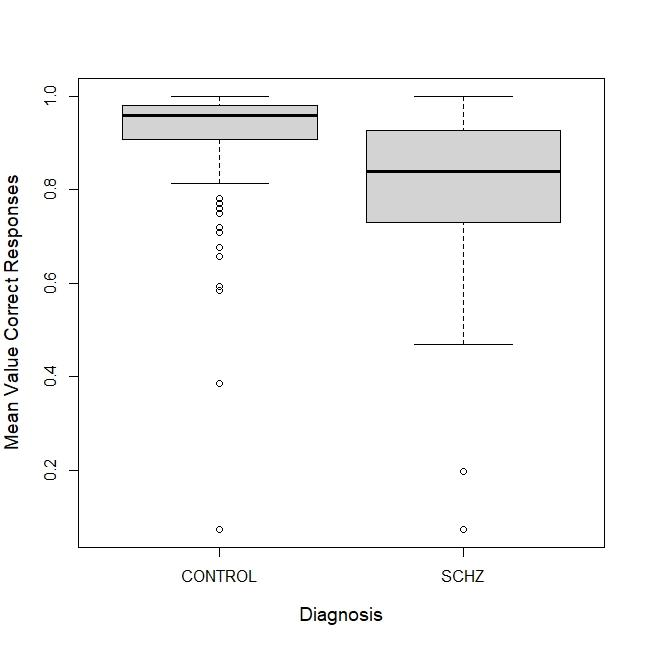 Mean Value Correct Responses
1.0
0.8
0.6
0.4
0.2
CONTROL SCHZ
Diagnosis